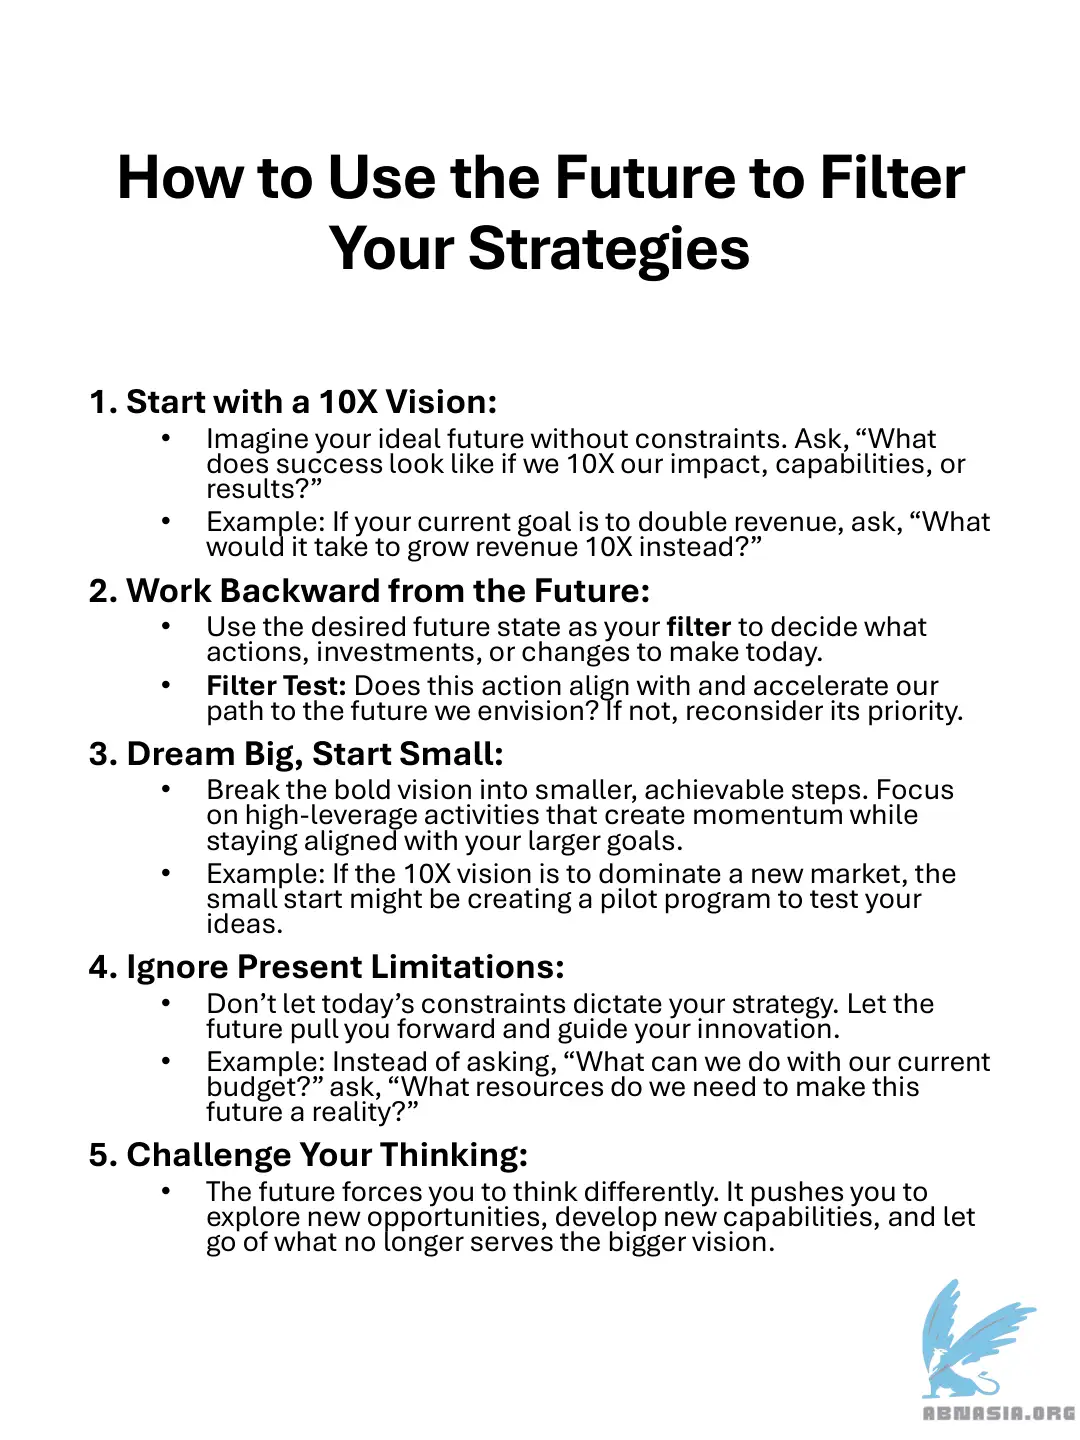 How to Use the Future to Filter
Your Strategies
1. Start with a 10X Vision:
• Imagine your ideal future without constraints. Ask, “What
does success look like if we 10X our impact, capabilities, or
results?”
• Example: If your current goal is to double revenue, ask, “What
would it take to grow revenue 10X instead?”
2. Work Backward from the Future:
• Use the desired future state as your filter to decide what
actions, investments, or changes to make today.
• Filter Test: Does this action align with and accelerate our
path to the future we envision? If not, reconsider its priority.
3. Dream Big, Start Small:
• Break the bold vision into smaller, achievable steps. Focus
on high-leverage activities that create momentum while
staying aligned with your larger goals.
• Example: If the 10X vision is to dominate a new market, the
small start might be creating a pilot program to test your
ideas.
4. Ignore Present Limitations:
• Don’t let today’s constraints dictate your strategy. Let the
future pull you forward and guide your innovation.
• Example: Instead of asking, “What can we do with our current
budget?” ask, “What resources do we need to make this
future a reality?”
5. Challenge Your Thinking:
• The future forces you to think differently. It pushes you to
explore new opportunities, develop new capabilities, and let
go of what no longer serves the bigger vision.
ABNASIA.ORG